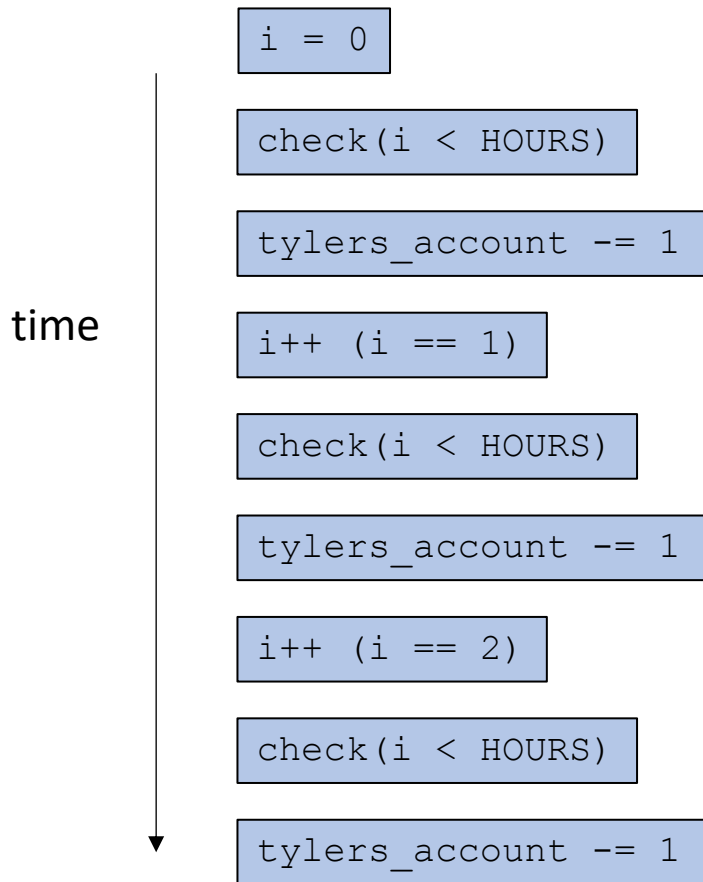 i = 0
check(i < HOURS)
tylers_account -= 1
time
i++ (i == 1)
check(i < HOURS)
tylers_account -= 1
i++ (i == 2)
check(i < HOURS)
tylers_account -= 1